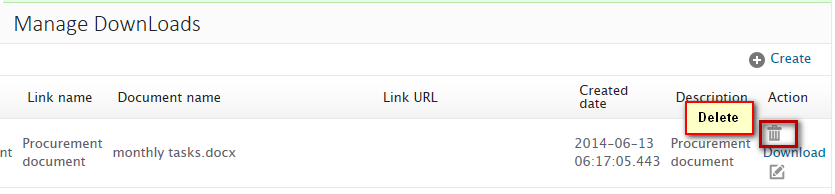 Manage DownLoads
Create
Link name
Document name
Link URL
Created
date
Description
Action
Delete
nt
Procurement
document
monthly tasks.docx
2014-06-13
06:17:05.443
Procurement
document
Download